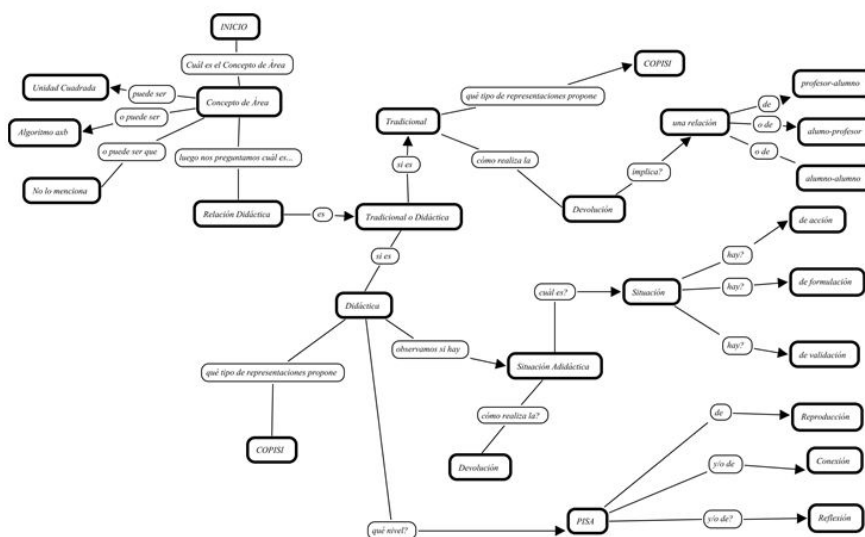 INICIO
Cuál es el Concepto de Área
Unidad Cuadrada
puede ser
Concepto de Área
Algoritmo axb
o puede ser
o puede ser que
No lo menciona
luego nos preguntamos cuál es...
Relación Didáctica
es
Tradicional o Didáctica
si es
Tradicional
qué tipo de representaciones propone
COPISI
cómo realiza la
Devolución
implica?
una relación
de
profesor-alumno
o de
alumo-profesor
o de
alumno-alumno
si es
Didáctica
qué tipo de representaciones propone
COPISI
observamos si hay
Situación Adidáctica
cuál es?
Situación
hay?
de acción
hay?
de formulación
hay?
de validación
cómo realiza la?
Devolución
qué nivel?
PISA
de
Reproducción
y/o de
Conexión
y/o de?
Reflexión